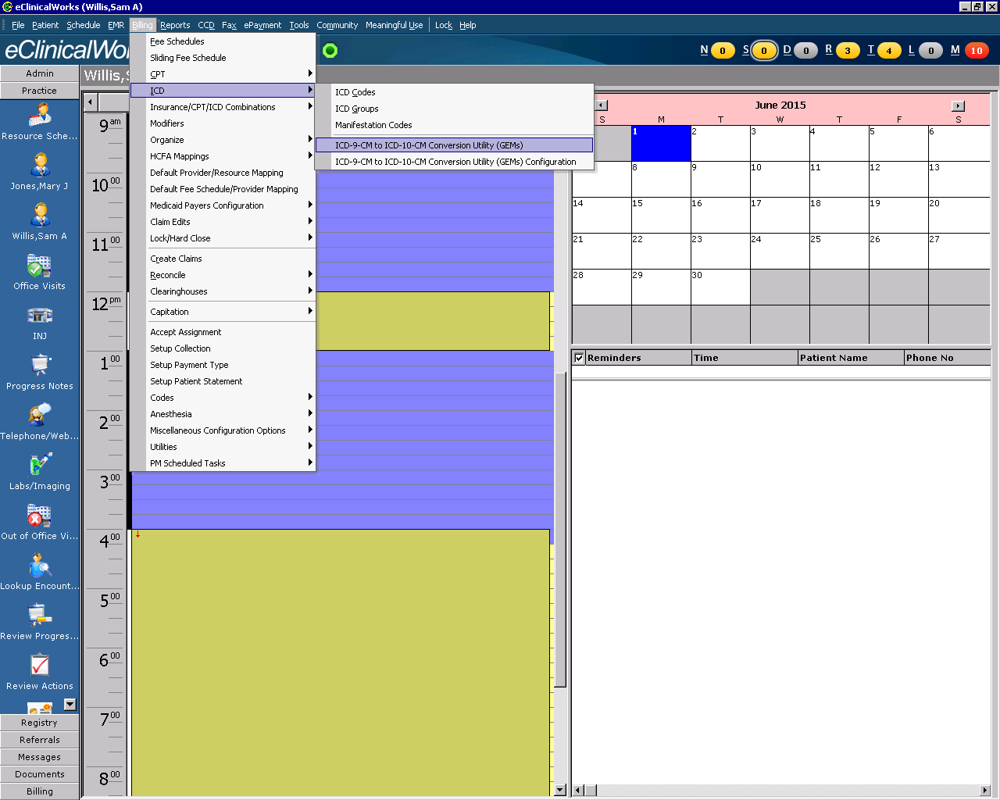 eClinicalWorks (Willis,Sam A)
File Patient Schedule EMR Billing Reports CCD Fax ePayment Tools Community Meaningful Use Lock Help
eClinicalWor
N 0 S 0 D 0 R 3 T 4 L 0 M 10
Admin
Practice
Resource Sche...
Jones,Mary J
Willis,Sam A
Office Visits
INJ
Progress Notes
Telephone/Web...
Labs/Imaging
Out of Office Vi...
Lookup Encount...
Review Progres...
Review Actions
Registry
Referrals
Messages
Documents
Billing
Willis,S
9 am
10 00
11 00
12 pm
1 00
2 00
3 00
4 00
5 00
6 00
7 00
8 00
Fee Schedules
Sliding Fee Schedule
CPT
ICD
Insurance/CPT/ICD Combinations
Modifiers
Organize
HCFA Mappings
Default Provider/Resource Mapping
Default Fee Schedule/Provider Mapping
Medicaid Payers Configuration
Claim Edits
Lock/Hard Close
Create Claims
Reconcile
Clearinghouses
Capitation
Accept Assignment
Setup Collection
Setup Payment Type
Setup Patient Statement
Codes
Anesthesia
Miscellaneous Configuration Options
Utilities
PM Scheduled Tasks
ICD Codes
ICD Groups
Manifestation Codes
ICD-9-CM to ICD-10-CM Conversion Utility (GEMs)
ICD-9-CM to ICD-10-CM Conversion Utility (GEMs) Configuration
June 2015
S M T W T F S
1 2 3 4 5 6
8 9 10 11 12 13
14 15 16 17 18 19 20
21 22 23 24 25 26 27
28 29 30
Reminders Time Patient Name Phone No